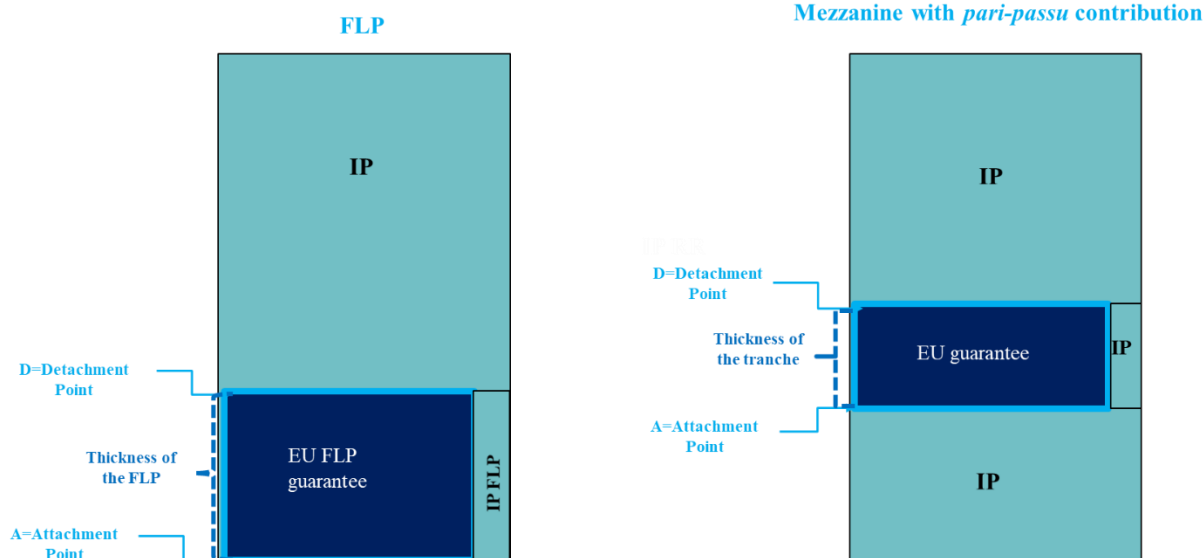 FLP
IP
D=Detachment
Point
Thickness of
the FLP
EU FLP
guarantee
IP FLP
A=Attachment
Point
Mezzanine with pari-passu contribution
IP
D=Detachment
Point
Thickness of
the tranche
EU guarantee
IP
A=Attachment
Point
IP